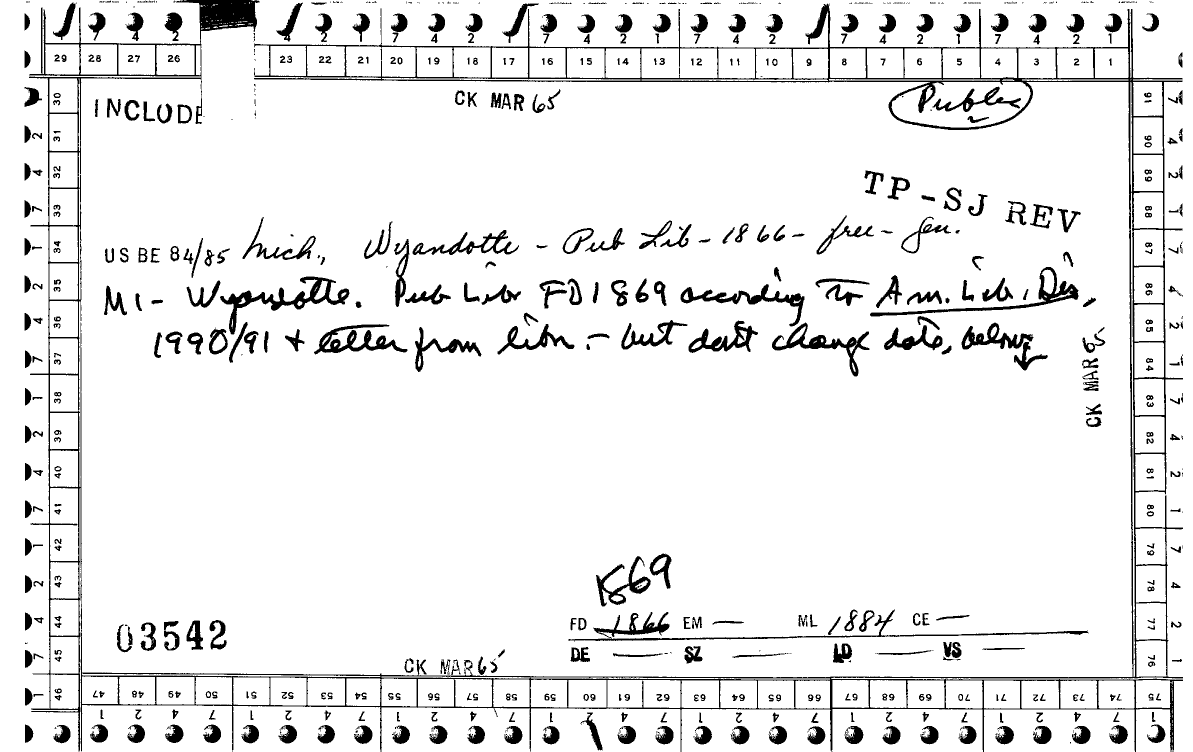 7 4 2 4 2 1 7 4 2 1 7 4 2 1 7 4 2 1 7 4 2 1
29 28 27 26 23 22 21 20 19 18 17 16 15 14 13 12 11 10 9 8 7 6 5 4 3 2 1
INCLUDE
CK MAR 65
Public
TP-SJ REV
US BE 84/85 Mich., Wyandotte - Pub Lib - 1866 - free - Gen.
MI - Wyandotte. Pub Libr FD 1869 according to Am. Lib. Dir.,
1990/91 + letter from libn. - but don't change date, below
CK MAR 65
1869
03542
FD 1866 EM — ML 1884 CE —
DE — SZ — LD — VS —
CK MAR 65
30 31 32 33 34 35 36 37 38 39 40 41 42 43 44 45 46
91 90 89 88 87 86 85 84 83 82 81 80 79 78 77 76 75
47 48 49 50 51 52 53 54 55 56 57 58 59 60 61 62 63 64 65 66 67 68 69 70 71 72 73 74
1 2 4 7 1 2 4 7 1 2 4 7 1 2 4 7 1 2 4 7 1 2 4 7 1 2 4 7 1